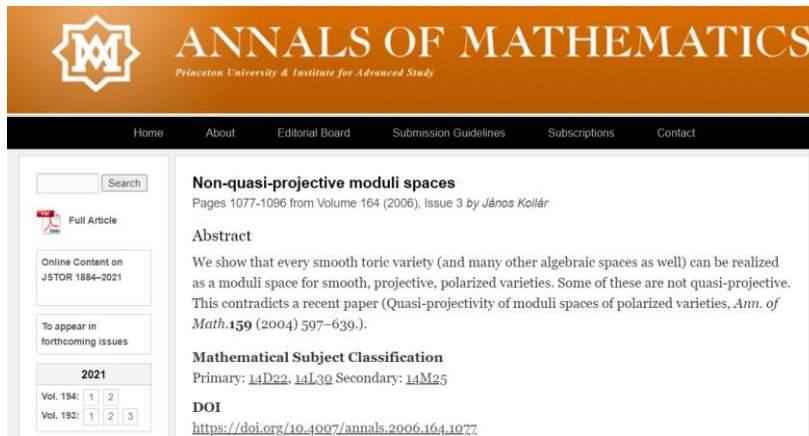 ANNALS OF MATHEMATICS
Princeton University & Institute for Advanced Study
Home About Editorial Board Submission Guidelines Subscriptions Contact
Search
Full Article
Online Content on
JSTOR 1884–2021
To appear in
forthcoming issues
2021
Vol. 194: 1 2
Vol. 193: 1 2 3
Non-quasi-projective moduli spaces
Pages 1077-1096 from Volume 164 (2006), Issue 3 by János Kollár
Abstract
We show that every smooth toric variety (and many other algebraic spaces as well) can be realized
as a moduli space for smooth, projective, polarized varieties. Some of these are not quasi-projective.
This contradicts a recent paper (Quasi-projectivity of moduli spaces of polarized varieties, Ann. of
Math.159 (2004) 597–639.).
Mathematical Subject Classification
Primary: 14D22, 14L30 Secondary: 14M25
DOI
https://doi.org/10.4007/annals.2006.164.1077